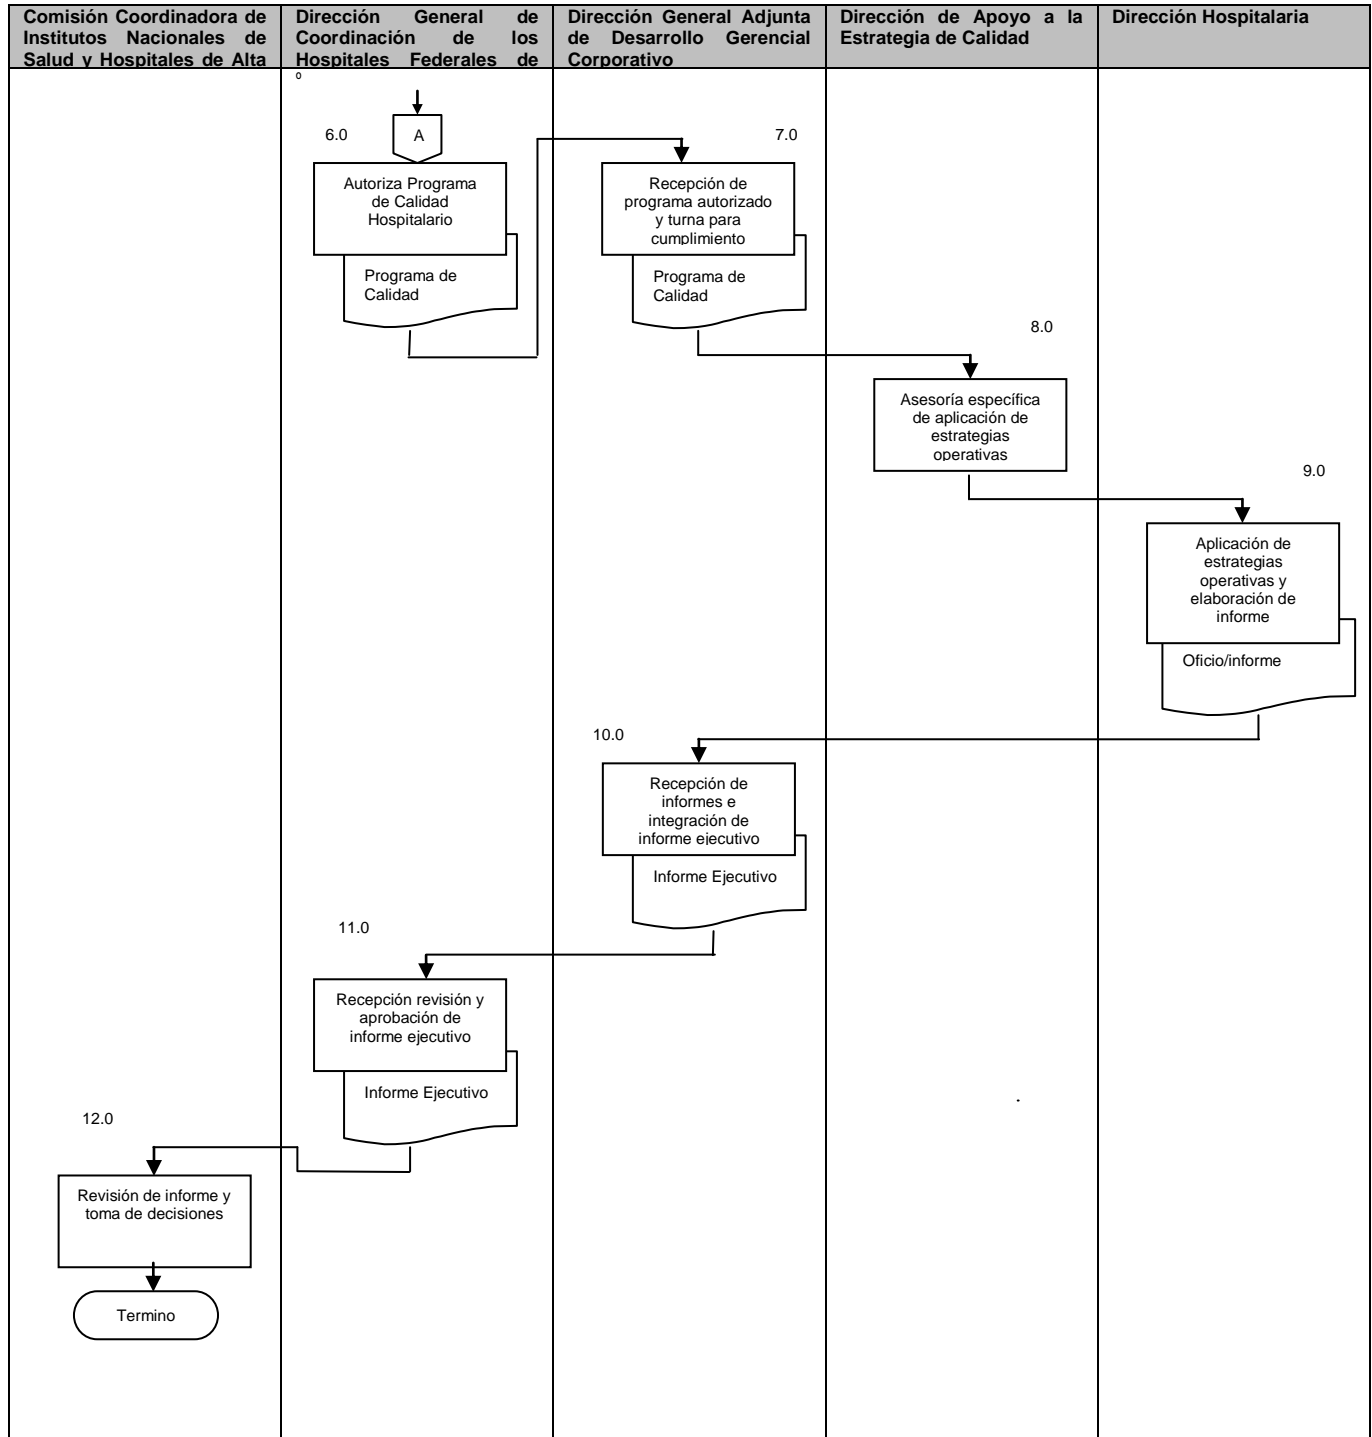 Comisión Coordinadora de
Institutos Nacionales de
Salud y Hospitales de Alta
Dirección General de
Coordinación de los
Hospitales Federales de
Dirección General Adjunta
de Desarrollo Gerencial
Corporativo
Dirección de Apoyo a la
Estrategia de Calidad
Dirección Hospitalaria
6.0
A
Autoriza Programa
de Calidad
Hospitalario
Programa de
Calidad
7.0
Recepción de
programa autorizado
y turna para
cumplimiento
Programa de
Calidad
8.0
Asesoría específica
de aplicación de
estrategias
operativas
9.0
Aplicación de
estrategias
operativas y
elaboración de
informe
Oficio/informe
10.0
Recepción de
informes e
integración de
informe ejecutivo
Informe Ejecutivo
11.0
Recepción revisión y
aprobación de
informe ejecutivo
Informe Ejecutivo
12.0
Revisión de informe y
toma de decisiones
Termino